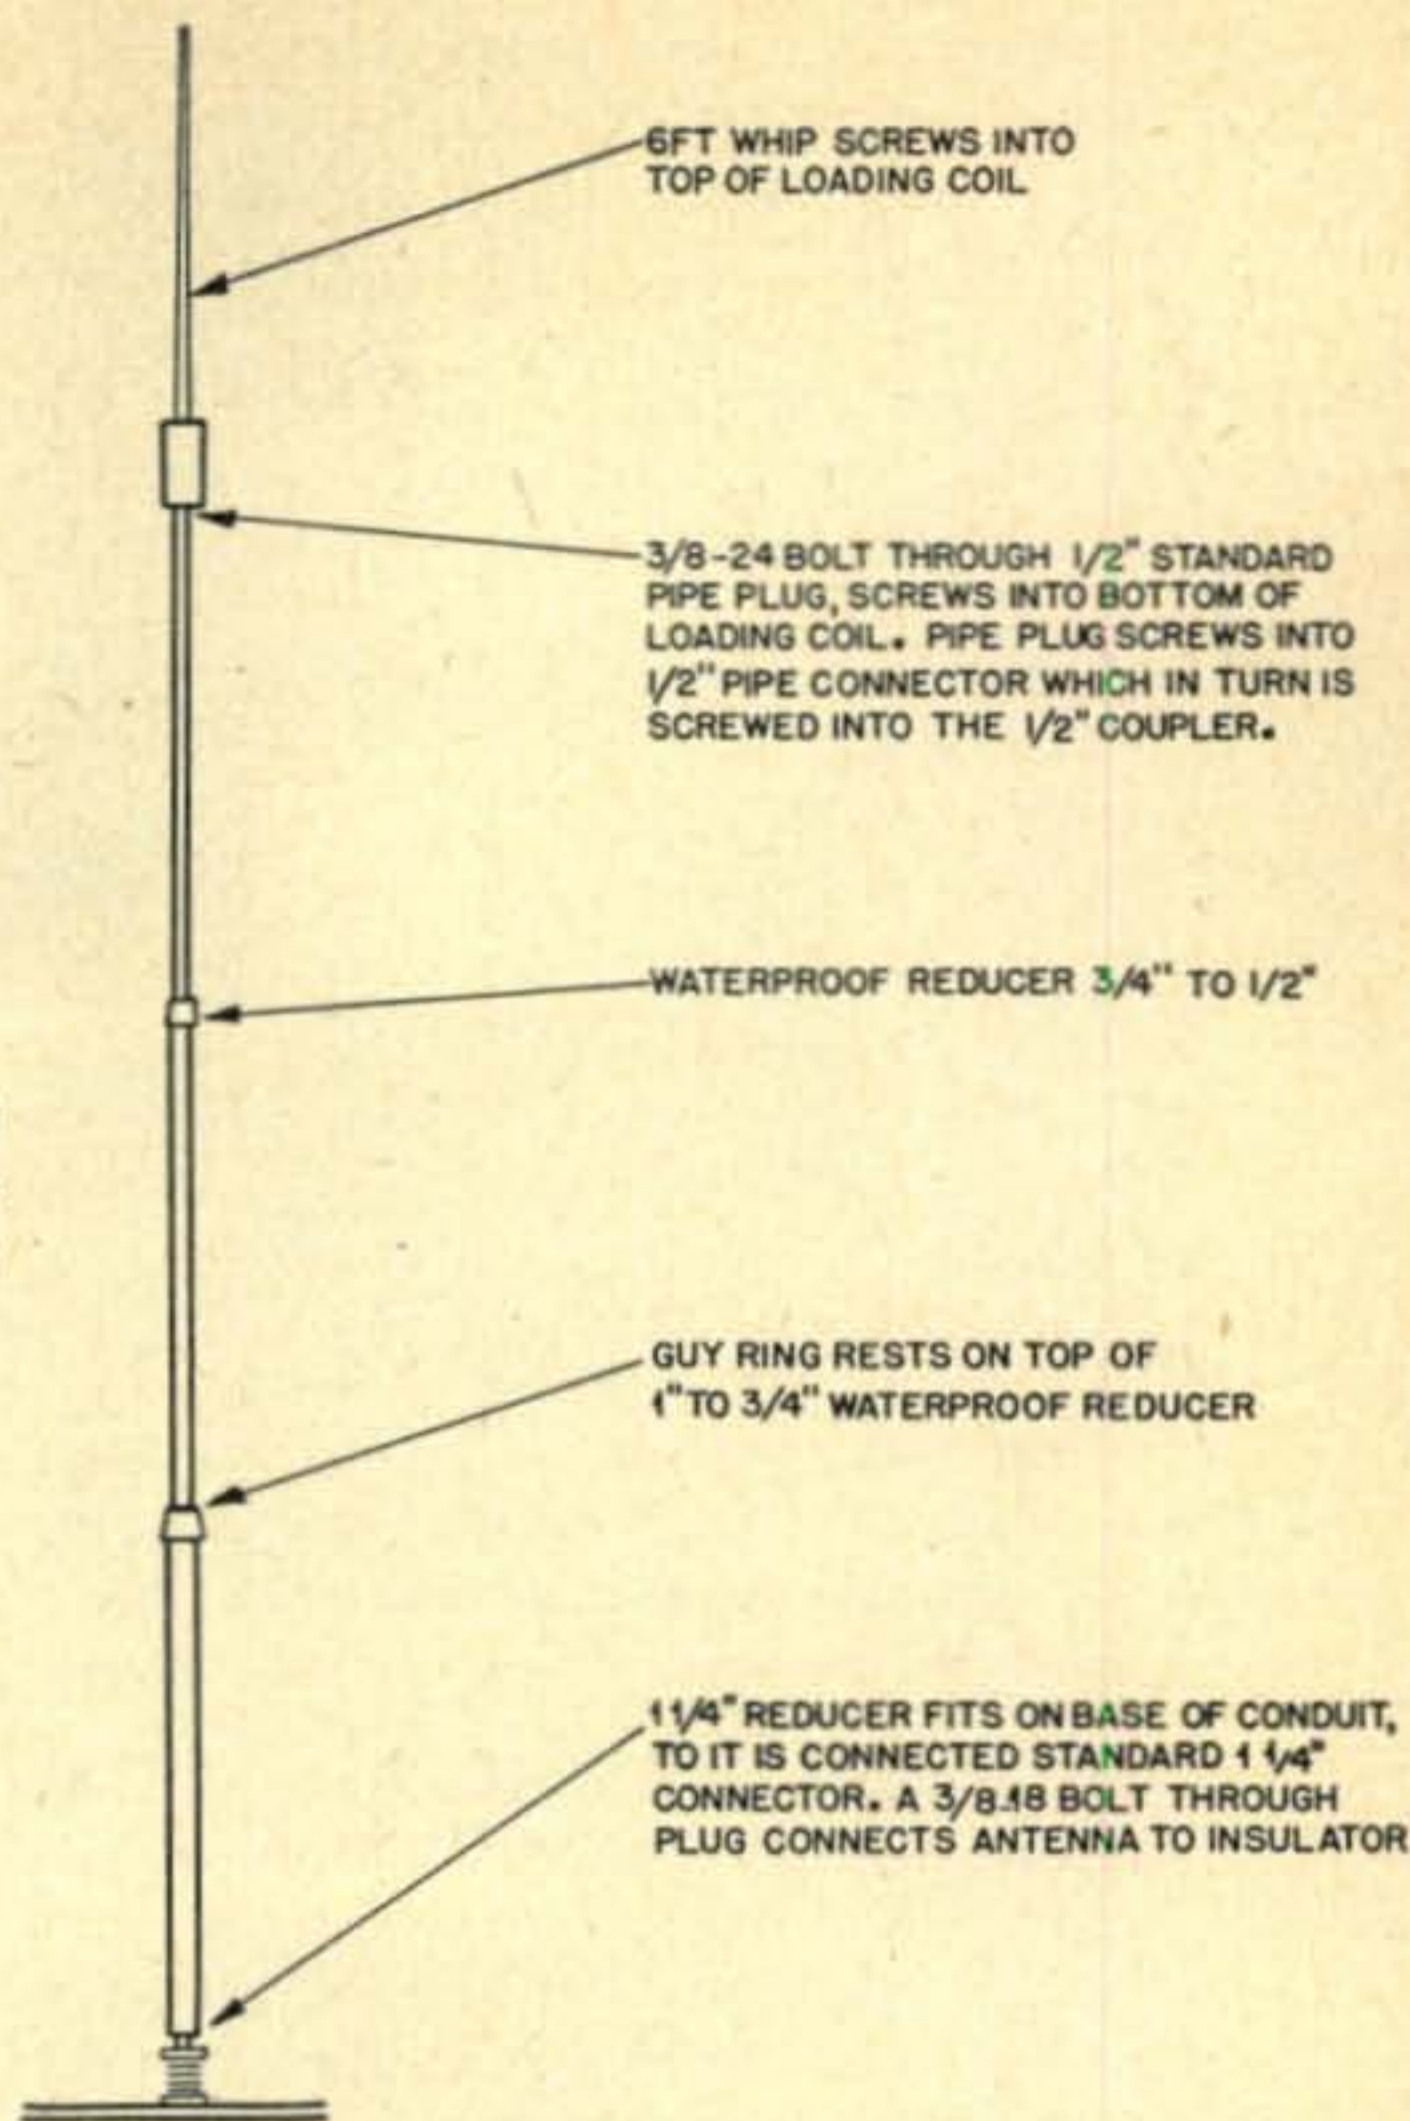 6FT WHIP SCREWS INTO
TOP OF LOADING COIL
3/8-24 BOLT THROUGH 1/2" STANDARD
PIPE PLUG, SCREWS INTO BOTTOM OF
LOADING COIL. PIPE PLUG SCREWS INTO
1/2" PIPE CONNECTOR WHICH IN TURN IS
SCREWED INTO THE 1/2" COUPLER.
WATERPROOF REDUCER 3/4" TO 1/2"
GUY RING RESTS ON TOP OF
1" TO 3/4" WATERPROOF REDUCER
1 1/4" REDUCER FITS ON BASE OF CONDUIT,
TO IT IS CONNECTED STANDARD 1 1/4"
CONNECTOR. A 3/8-18 BOLT THROUGH
PLUG CONNECTS ANTENNA TO INSULATOR